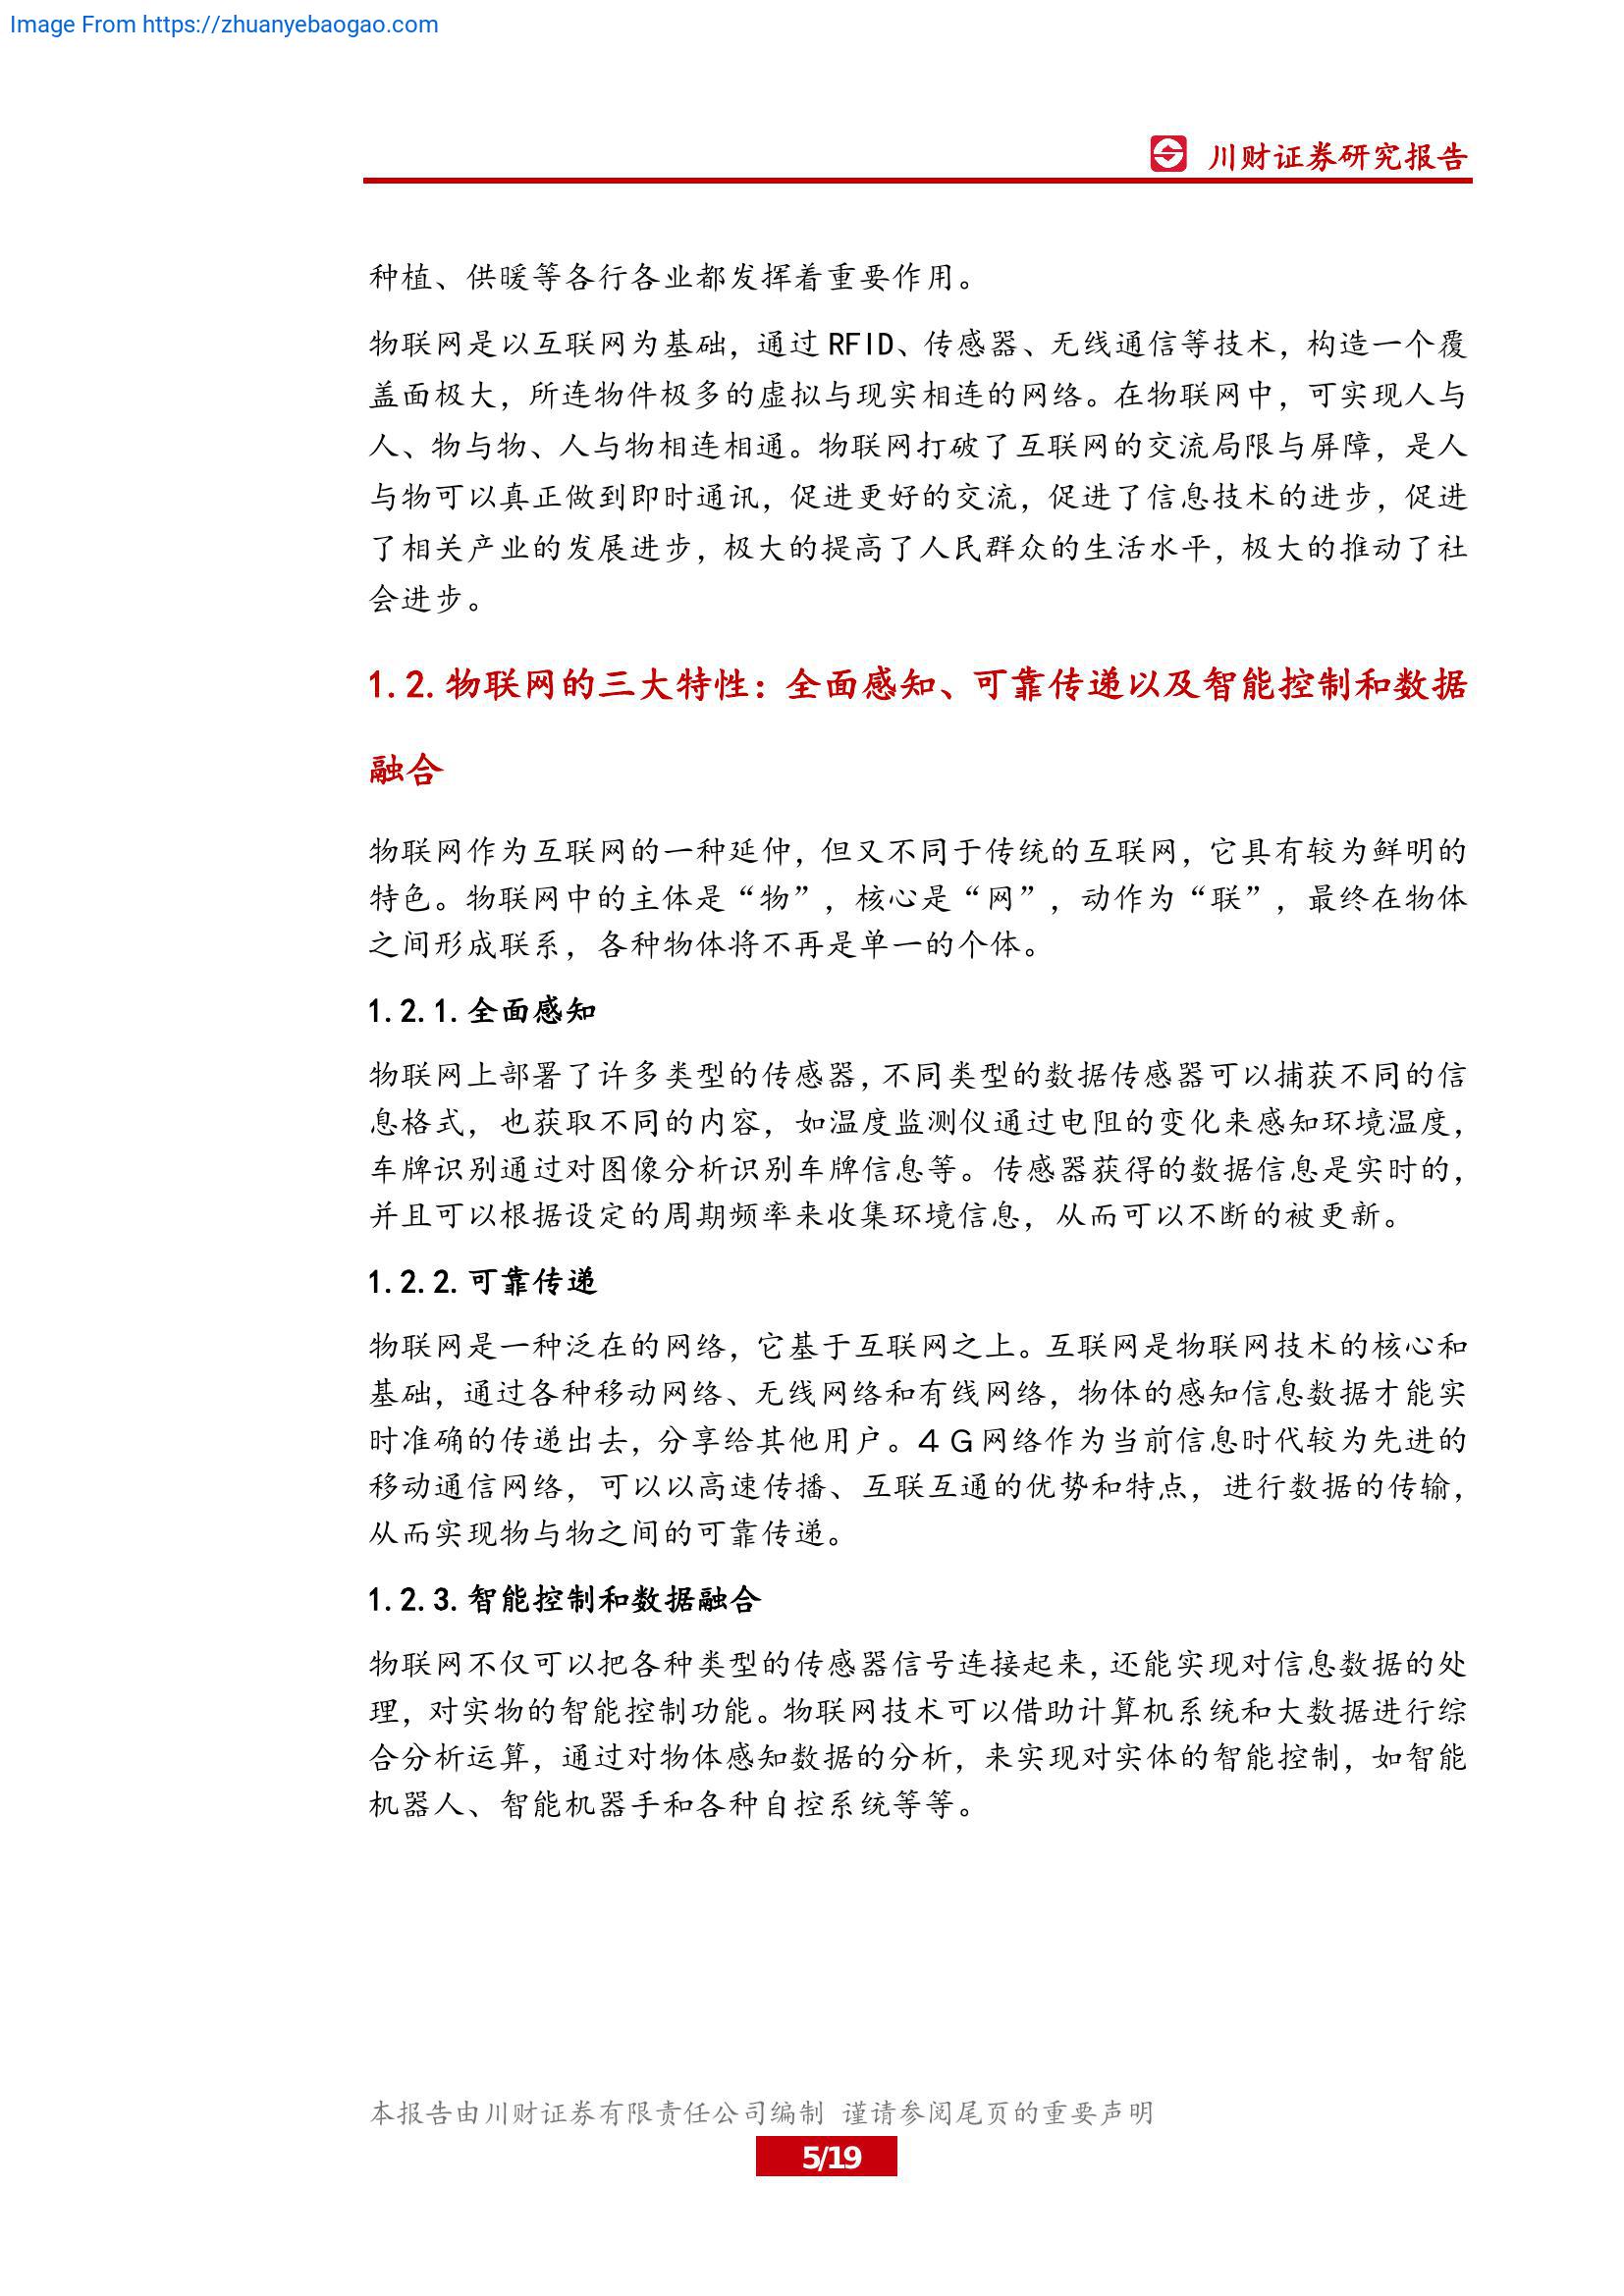 Image From https://zhuanyebaogao.com
川财证券研究报告
种植、供暖等各行各业都发挥着重要作用。
物联网是以互联网为基础，通过 RFID、传感器、无线通信等技术，构造一个覆
盖面极大，所连物件极多的虚拟与现实相连的网络。在物联网中，可实现人与
人、物与物、人与物相连相通。物联网打破了互联网的交流局限与屏障，是人
与物可以真正做到即时通讯，促进更好的交流，促进了信息技术的进步，促进
了相关产业的发展进步，极大的提高了人民群众的生活水平，极大的推动了社
会进步。
1.2.物联网的三大特性：全面感知、可靠传递以及智能控制和数据
融合
物联网作为互联网的一种延伸，但又不同于传统的互联网，它具有较为鲜明的
特色。物联网中的主体是“物”，核心是“网”，动作为“联”，最终在物体
之间形成联系，各种物体将不再是单一的个体。
1.2.1.全面感知
物联网上部署了许多类型的传感器，不同类型的数据传感器可以捕获不同的信
息格式，也获取不同的内容，如温度监测仪通过电阻的变化来感知环境温度，
车牌识别通过对图像分析识别车牌信息等。传感器获得的数据信息是实时的，
并且可以根据设定的周期频率来收集环境信息，从而可以不断的被更新。
1.2.2.可靠传递
物联网是一种泛在的网络，它基于互联网之上。互联网是物联网技术的核心和
基础，通过各种移动网络、无线网络和有线网络，物体的感知信息数据才能实
时准确的传递出去，分享给其他用户。４Ｇ网络作为当前信息时代较为先进的
移动通信网络，可以以高速传播、互联互通的优势和特点，进行数据的传输，
从而实现物与物之间的可靠传递。
1.2.3.智能控制和数据融合
物联网不仅可以把各种类型的传感器信号连接起来，还能实现对信息数据的处
理，对实物的智能控制功能。物联网技术可以借助计算机系统和大数据进行综
合分析运算，通过对物体感知数据的分析，来实现对实体的智能控制，如智能
机器人、智能机器手和各种自控系统等等。
本报告由川财证券有限责任公司编制 谨请参阅尾页的重要声明
5/19